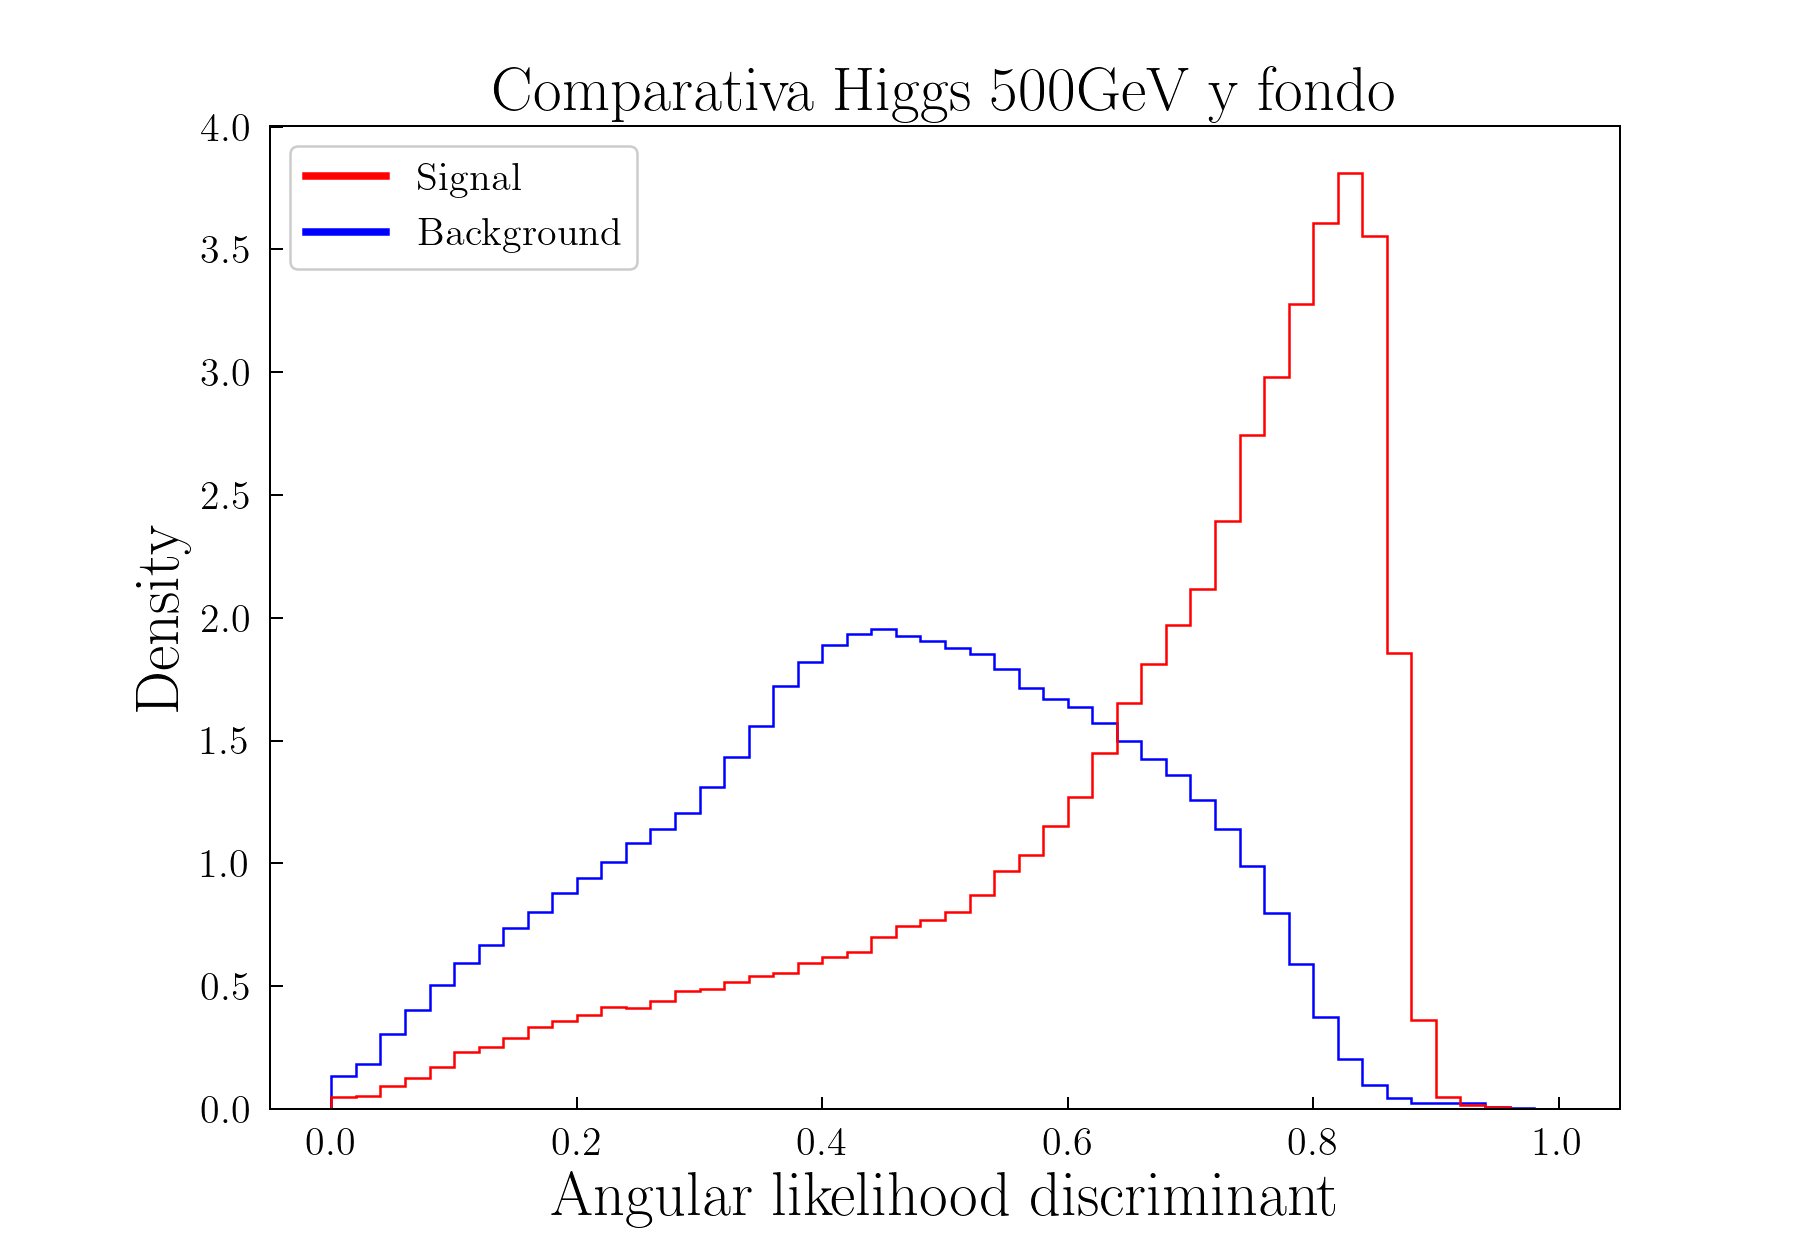 Comparativa Higgs 500GeV y fondo
4.0
3.5
3.0
2.5
2.0
1.5
1.0
0.5
0.0
Density
Signal
Background
0.0 0.2 0.4 0.6 0.8 1.0
Angular likelihood discriminant